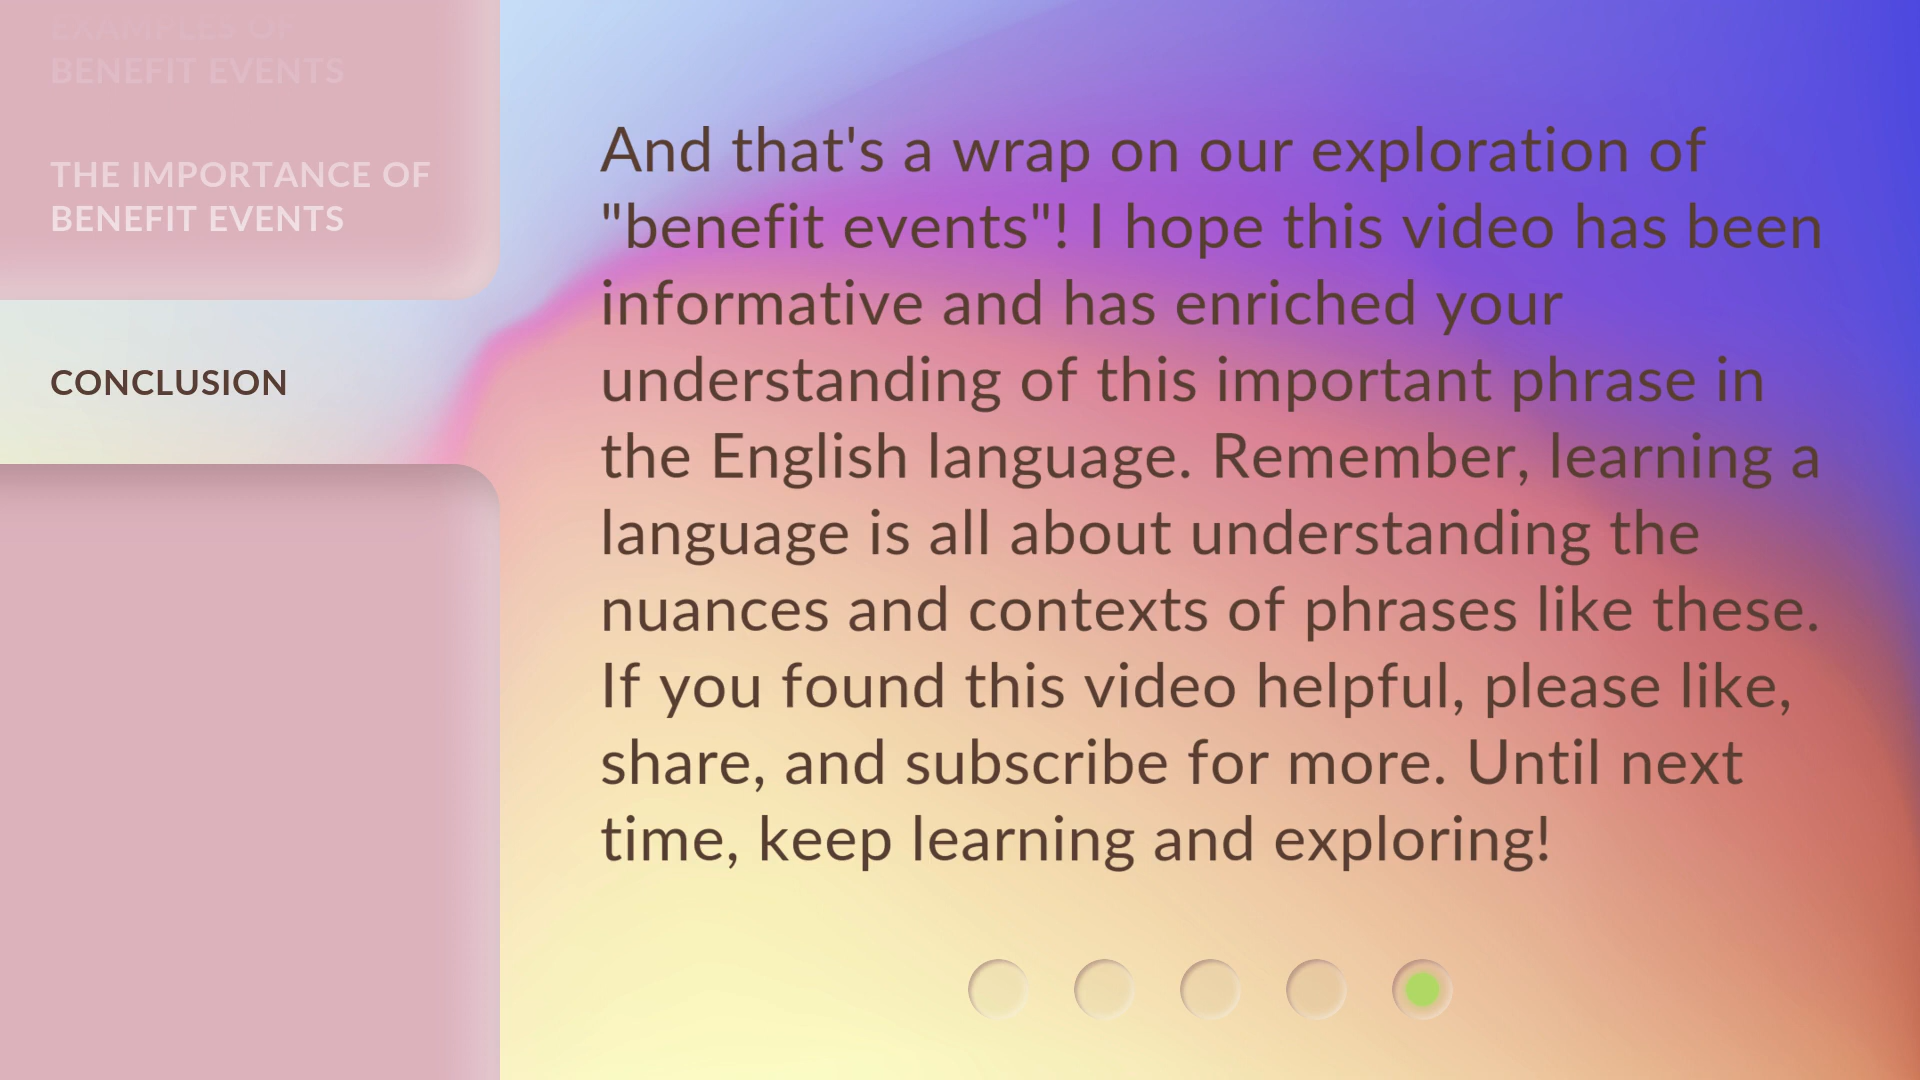 EXAMPLES OF
BENEFIT EVENTS
THE IMPORTANCE OF
BENEFIT EVENTS
CONCLUSION
And that's a wrap on our exploration of
"benefit events"! I hope this video has been
informative and has enriched your
understanding of this important phrase in
the English language. Remember, learning a
language is all about understanding the
nuances and contexts of phrases like these.
If you found this video helpful, please like,
share, and subscribe for more. Until next
time, keep learning and exploring!